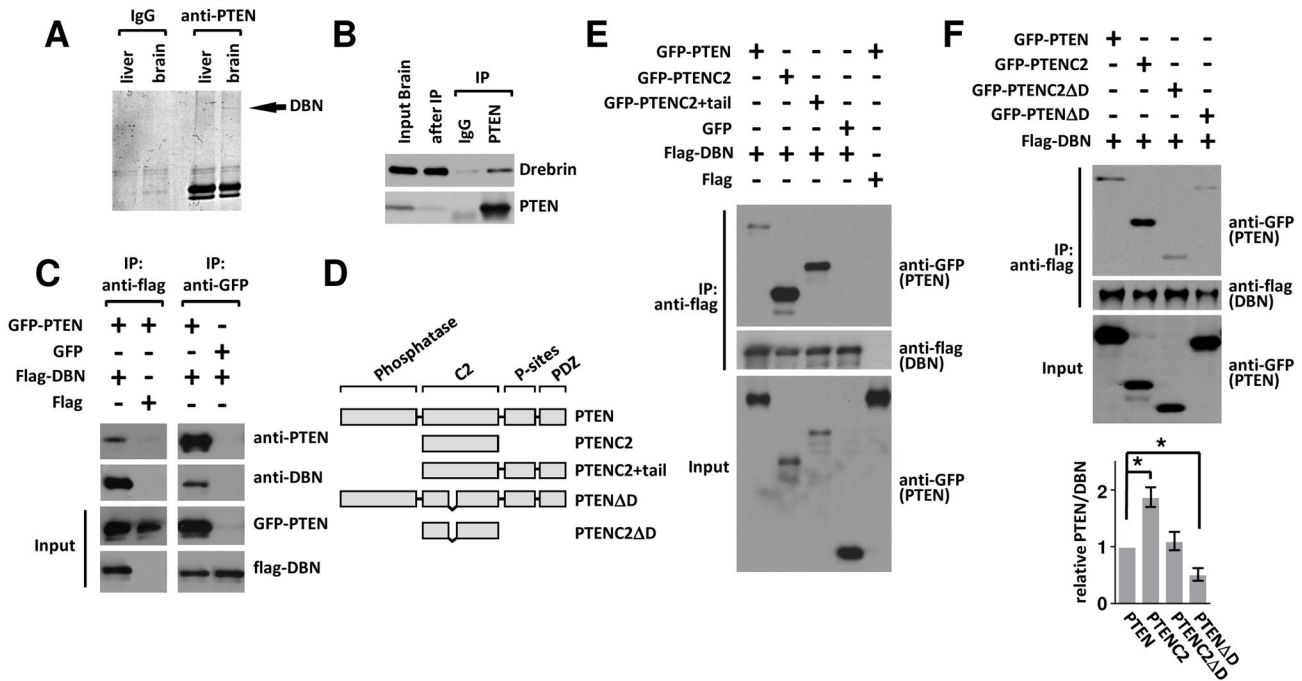 A
IgG anti-PTEN
liver
brain
liver
brain
DBN
B
Input Brain
after IP
IP
IgG
PTEN
Drebrin
PTEN
C
IP: anti-flag
IP: anti-GFP
GFP-PTEN + + + -
GFP - - - +
Flag-DBN + - + +
Flag - + - -
anti-PTEN
anti-DBN
GFP-PTEN
flag-DBN
Input
D
Phosphatase
C2
P-sites
PDZ
PTEN
PTENC2
PTENC2+tail
PTENΔD
PTENC2ΔD
E
GFP-PTEN + - - - +
GFP-PTENC2 - + - - -
GFP-PTENC2+tail - - + - -
GFP - - - + -
Flag-DBN + + + + -
Flag - - - - +
IP:
anti-flag
anti-GFP
(PTEN)
anti-flag
(DBN)
Input
anti-GFP
(PTEN)
F
GFP-PTEN + - - -
GFP-PTENC2 - + - -
GFP-PTENC2ΔD - - + -
GFP-PTENΔD - - - +
Flag-DBN + + + +
IP:
anti-flag
anti-GFP
(PTEN)
anti-flag
(DBN)
Input
anti-GFP
(PTEN)
relative PTEN/DBN
2
1
0
*
*
PTEN
PTENC2
PTENC2ΔD
PTENΔD